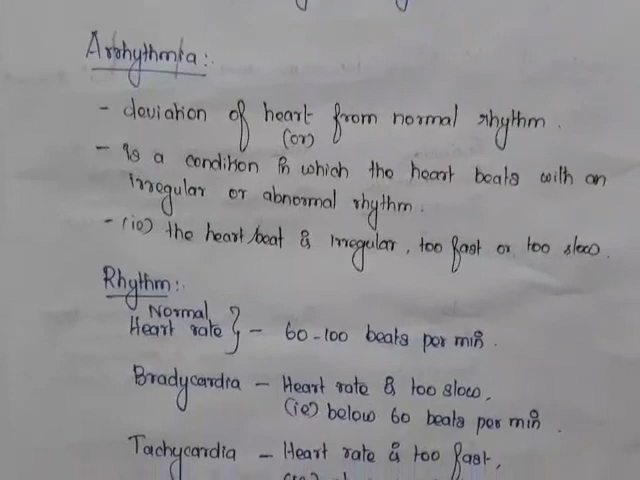 Arrhythmia:-
- deviation of heart from normal rhythm.
(or)
- is a condition in which the heart beats with an
irregular or abnormal rhythm.
- (ie) the heart beat is irregular, too fast or too slow.
Rhythm:-
Normal
Heart rate } - 60-100 beats per min.
Bradycardia - Heart rate is too slow,
(ie) below 60 beats per min.
Tachycardia - Heart rate is too fast,